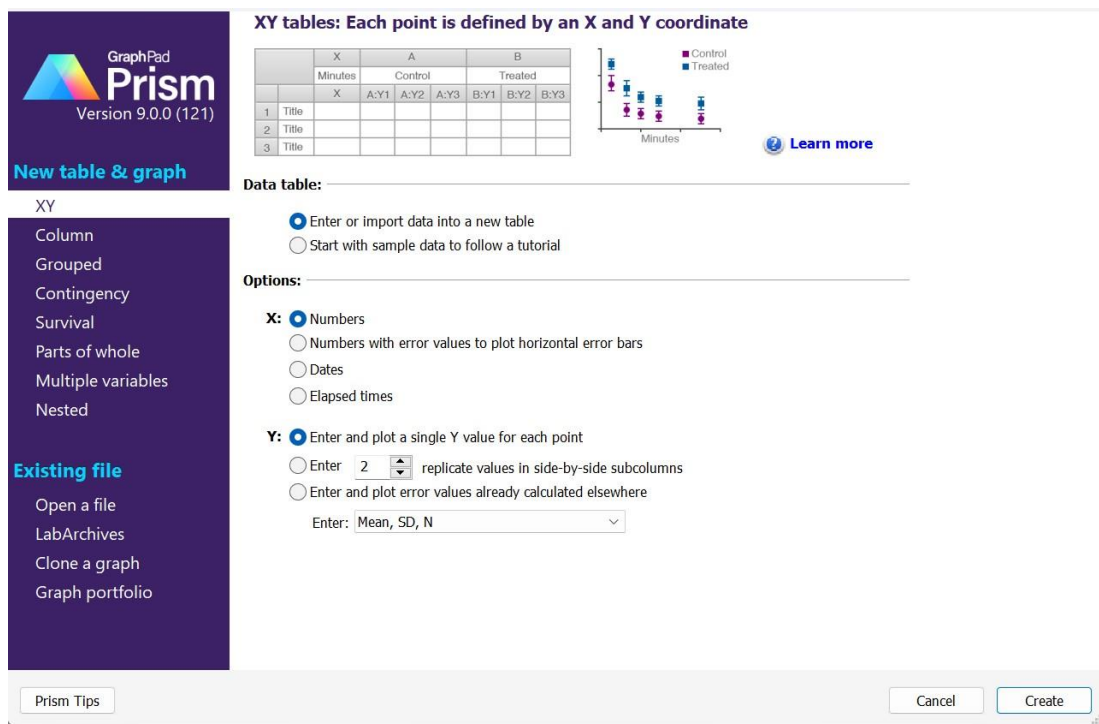 XY tables: Each point is defined by an X and Y coordinate
GraphPad
Prism
Version 9.0.0 (121)
X A B
Minutes Control Treated
X A:Y1 A:Y2 A:Y3 B:Y1 B:Y2 B:Y3
1 Title
2 Title
3 Title
Control
Treated
Minutes
? Learn more
New table & graph
XY
Column
Grouped
Contingency
Survival
Parts of whole
Multiple variables
Nested
Existing file
Open a file
LabArchives
Clone a graph
Graph portfolio
Data table:
Enter or import data into a new table
Start with sample data to follow a tutorial
Options:
X: Numbers
Numbers with error values to plot horizontal error bars
Dates
Elapsed times
Y: Enter and plot a single Y value for each point
Enter 2 replicate values in side-by-side subcolumns
Enter and plot error values already calculated elsewhere
Enter: Mean, SD, N
Prism Tips
Cancel
Create